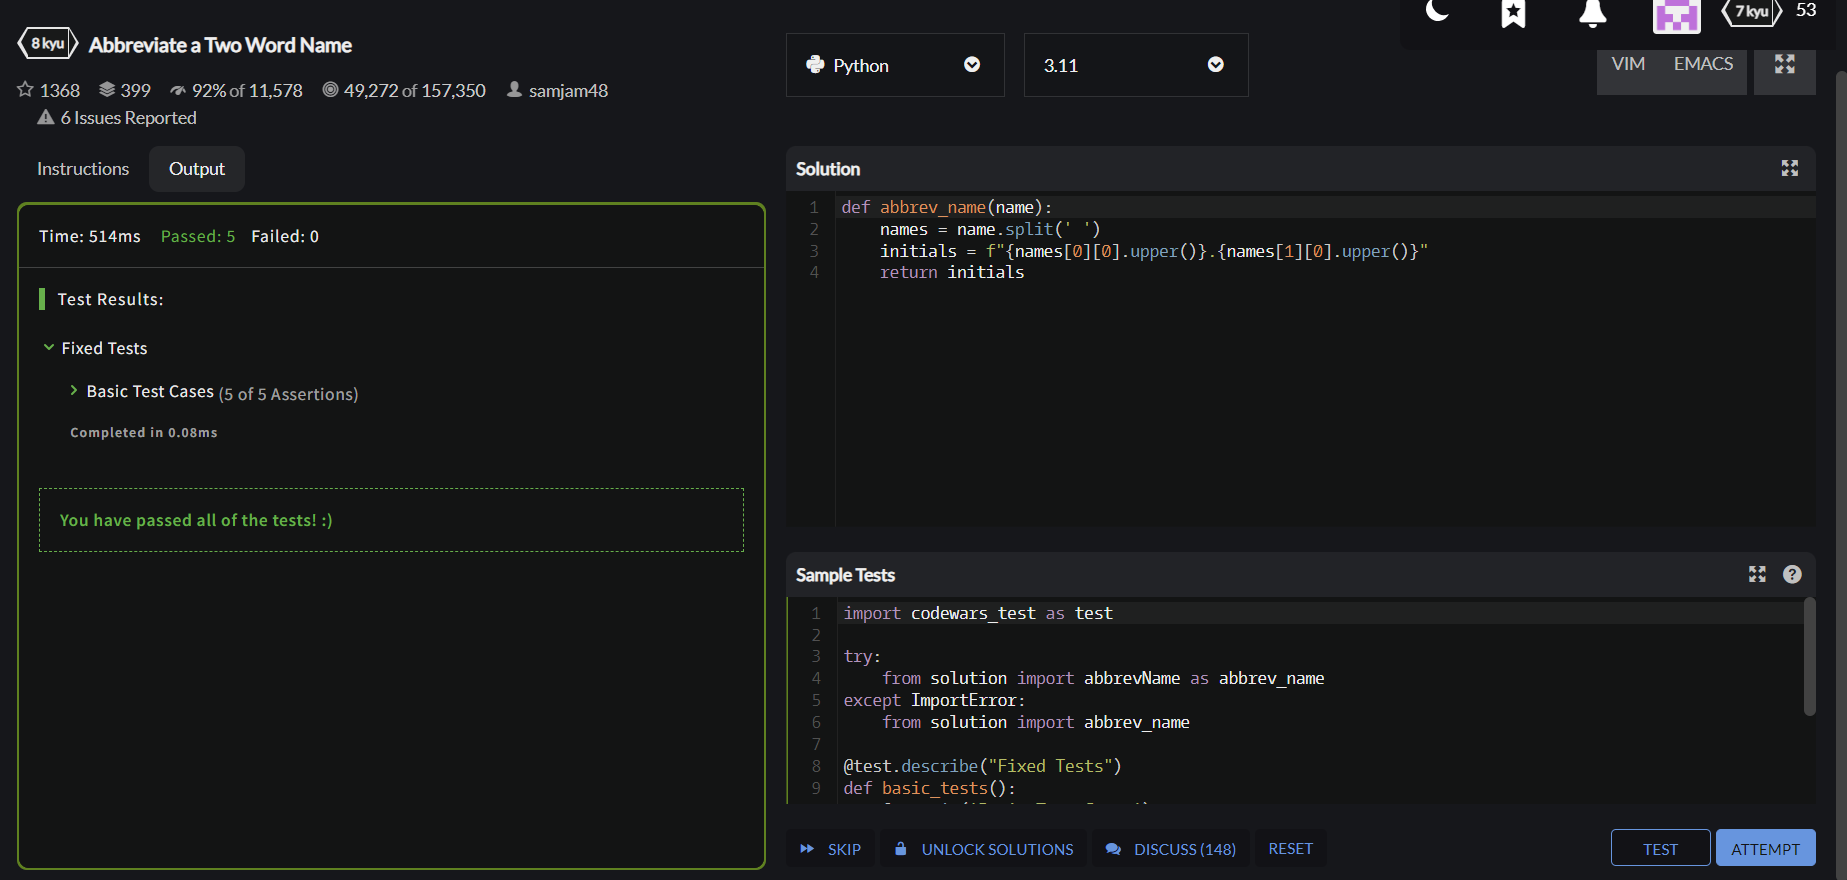 7 kyu 53
8 kyu Abbreviate a Two Word Name
1368 399 92% of 11,578 49,272 of 157,350 samjam48
6 Issues Reported
Instructions Output
Time: 514ms Passed: 5 Failed: 0
Test Results:
Fixed Tests
Basic Test Cases (5 of 5 Assertions)
Completed in 0.08ms
You have passed all of the tests! :)
Python 3.11 VIM EMACS
Solution
1 def abbrev_name(name):
2 names = name.split(' ')
3 initials = f"{names[0][0].upper()}.{names[1][0].upper()}"
4 return initials
Sample Tests
1 import codewars_test as test
2
3 try:
4 from solution import abbrevName as abbrev_name
5 except ImportError:
6 from solution import abbrev_name
7
8 @test.describe("Fixed Tests")
9 def basic_tests():
SKIP UNLOCK SOLUTIONS DISCUSS (148) RESET TEST ATTEMPT